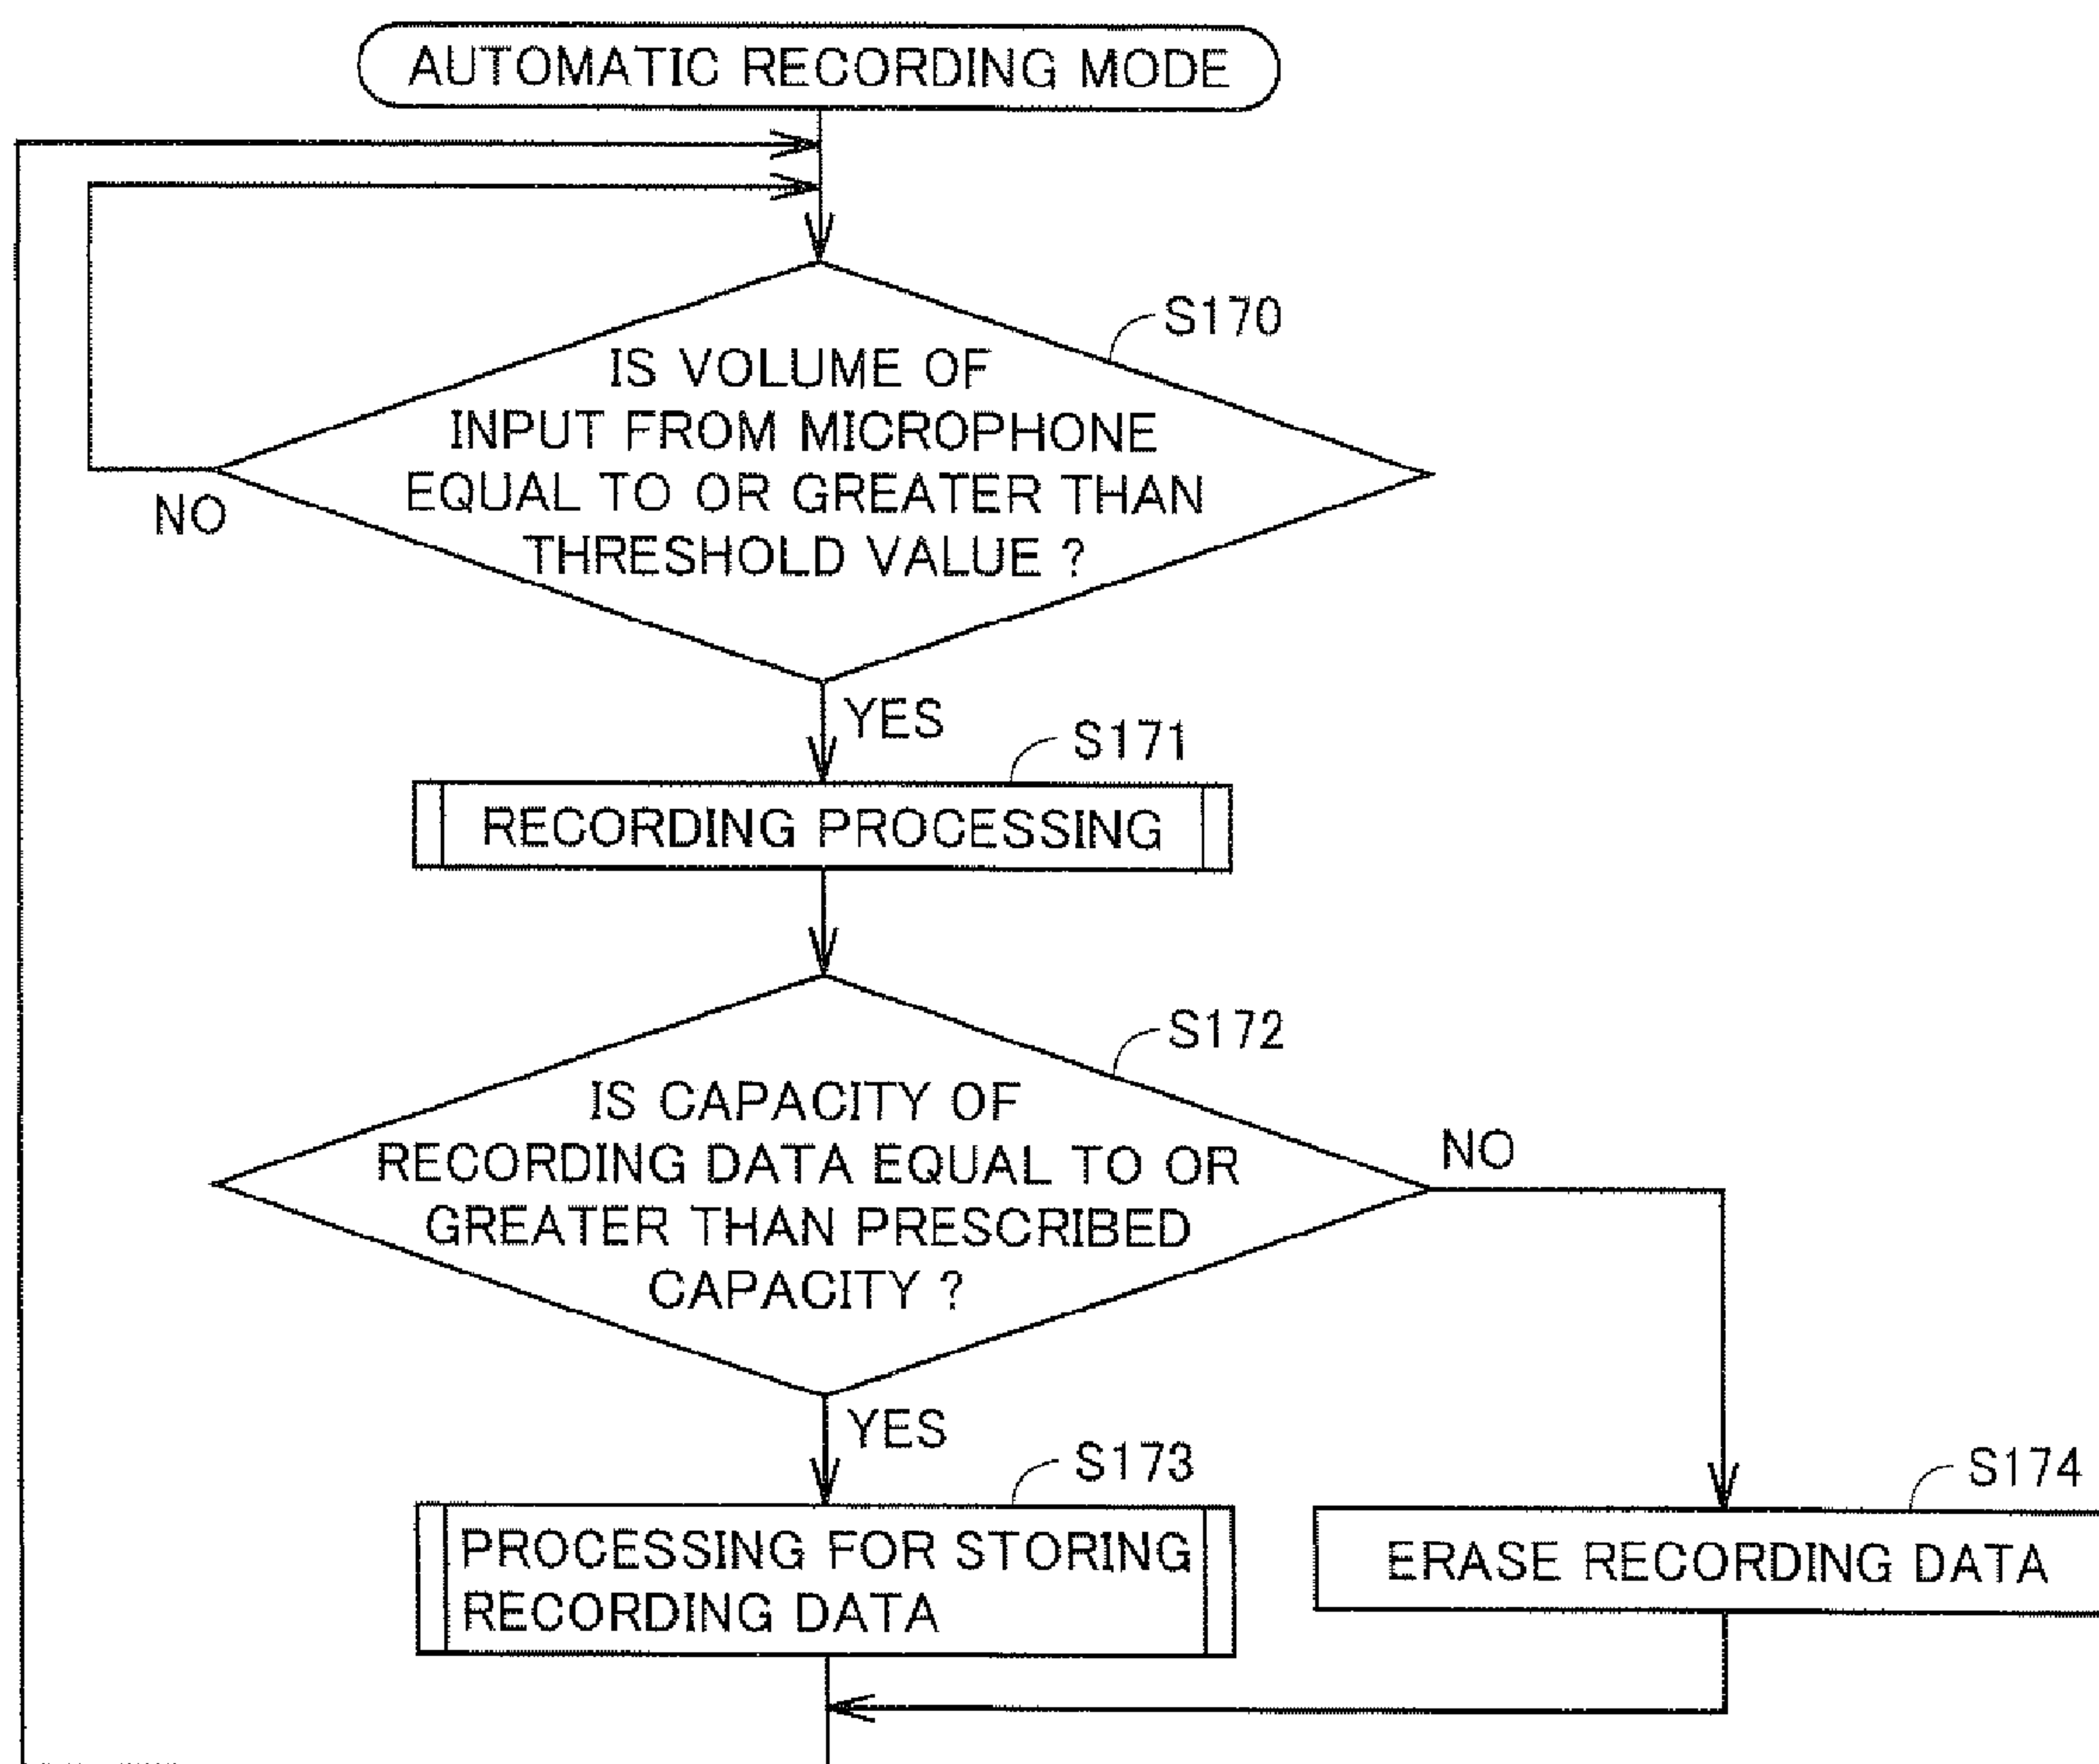 AUTOMATIC RECORDING MODE
S170
IS VOLUME OF
INPUT FROM MICROPHONE
EQUAL TO OR GREATER THAN
THRESHOLD VALUE ?
NO
YES
S171
RECORDING PROCESSING
S172
IS CAPACITY OF
RECORDING DATA EQUAL TO OR
GREATER THAN PRESCRIBED
CAPACITY ?
NO
YES
S173
PROCESSING FOR STORING
RECORDING DATA
S174
ERASE RECORDING DATA